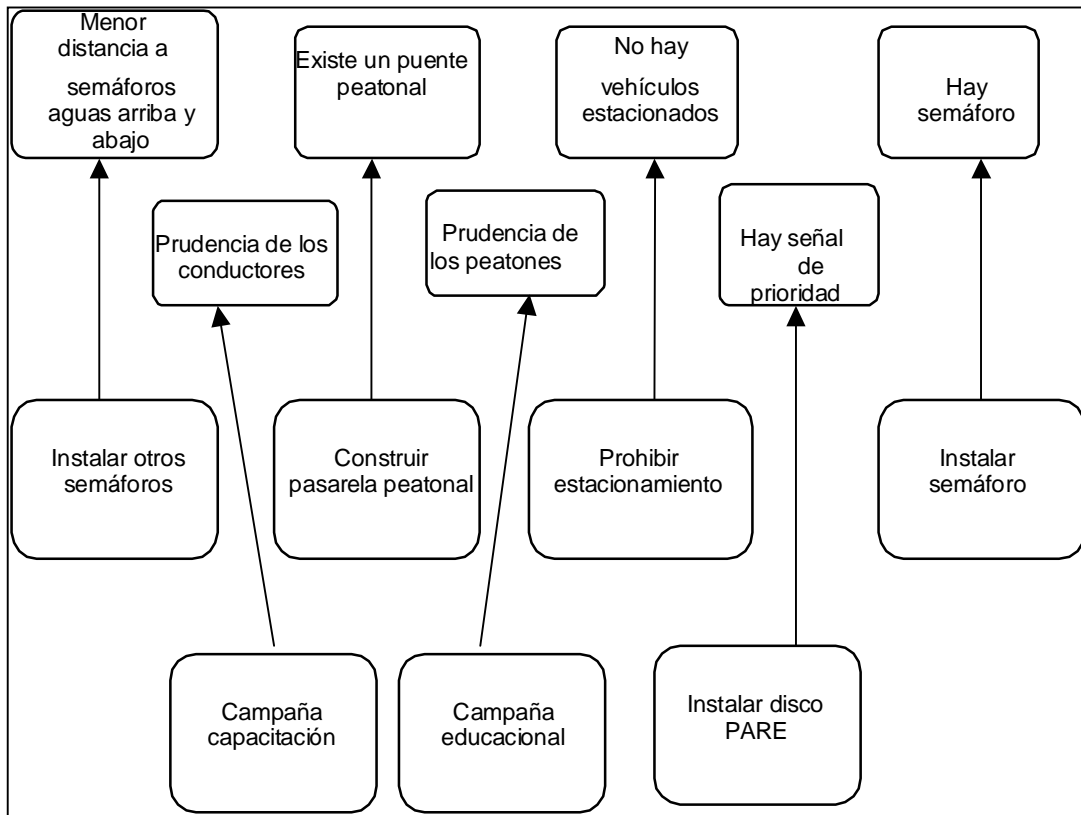 Menor
distancia a
semáforos
aguas arriba y
abajo
Existe un puente
peatonal
No hay
vehículos
estacionados
Hay
semáforo
Prudencia de los
conductores
Prudencia de
los peatones
Hay señal
de
prioridad
Instalar otros
semáforos
Construir
pasarela peatonal
Prohibir
estacionamiento
Instalar
semáforo
Campaña
capacitación
Campaña
educacional
Instalar disco
PARE